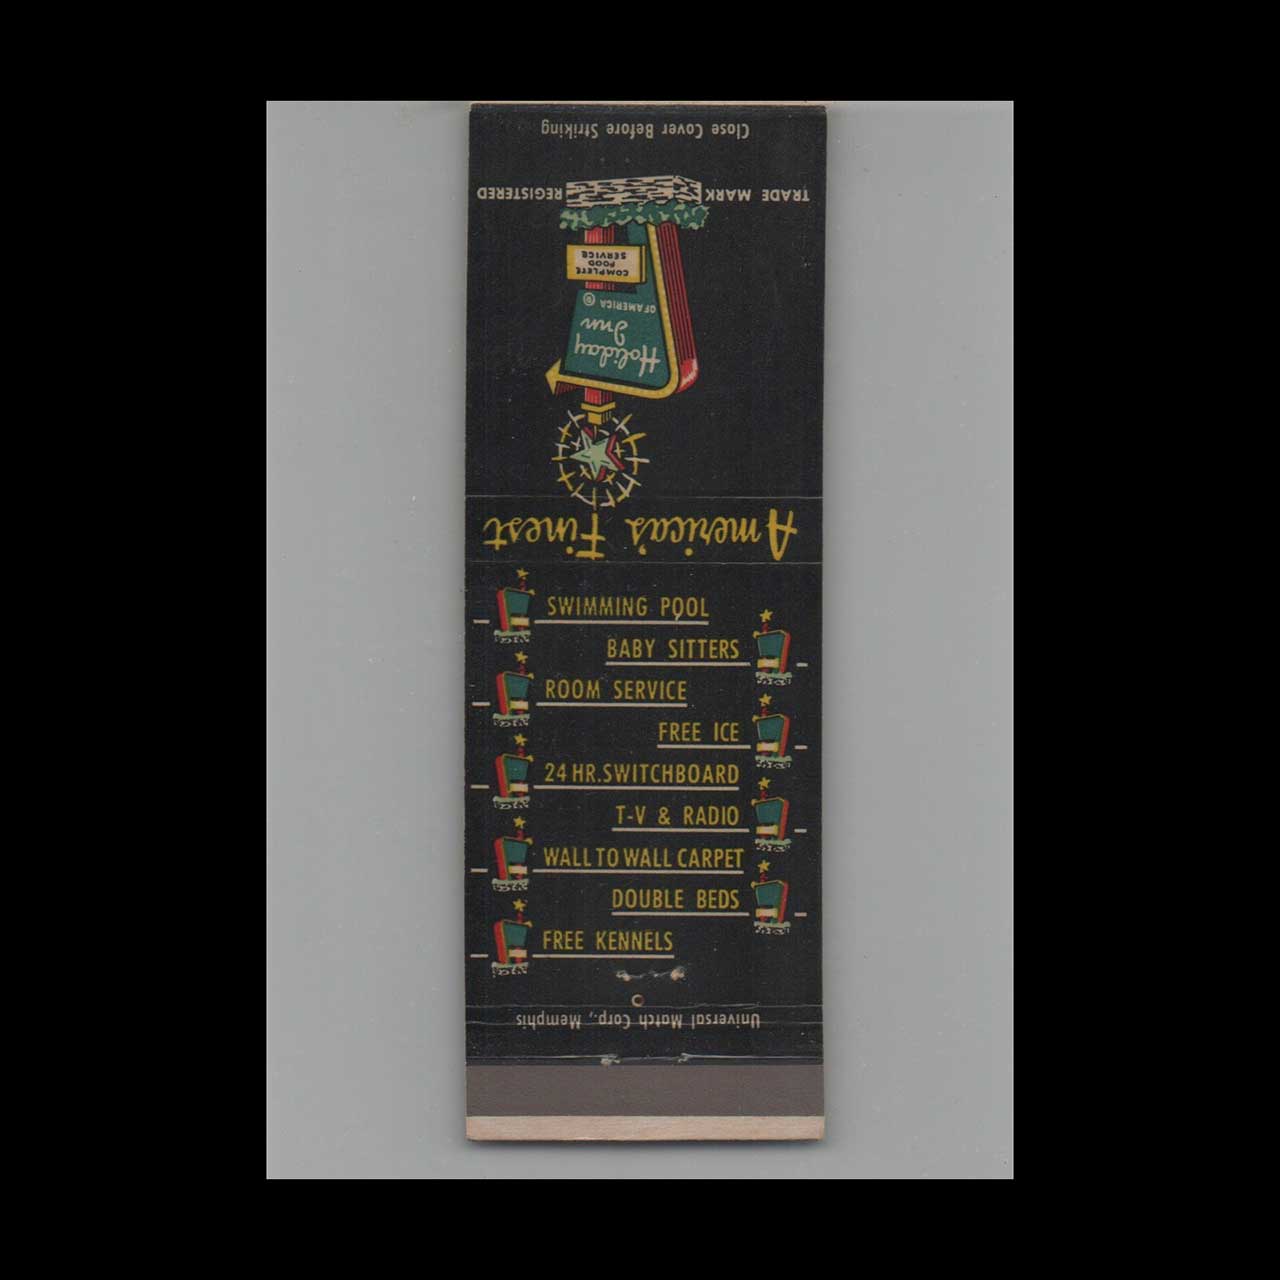 Close Cover Before Striking
TRADE MARK REGISTERED
COMPLETE
FOOD
SERVICE
OF AMERICA ©
Holiday
Inn
America's Finest
SWIMMING POOL
BABY SITTERS
ROOM SERVICE
FREE ICE
24 HR. SWITCHBOARD
T-V & RADIO
WALL TO WALL CARPET
DOUBLE BEDS
FREE KENNELS
Universal Match Corp., Memphis